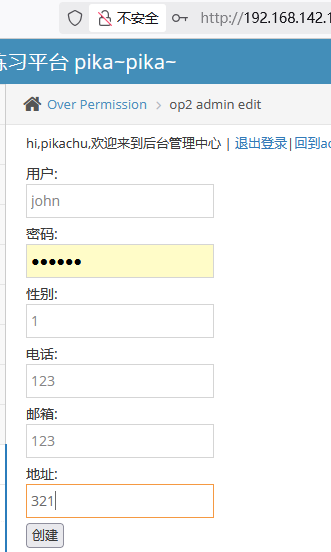 不安全 http://192.168.142.1
练习平台 pika~pika~
Over Permission > op2 admin edit
hi,pikachu,欢迎来到后台管理中心 | 退出登录|回到ad
用户:
john
密码:
●●●●●●
性别:
1
电话:
123
邮箱:
123
地址:
321
创建